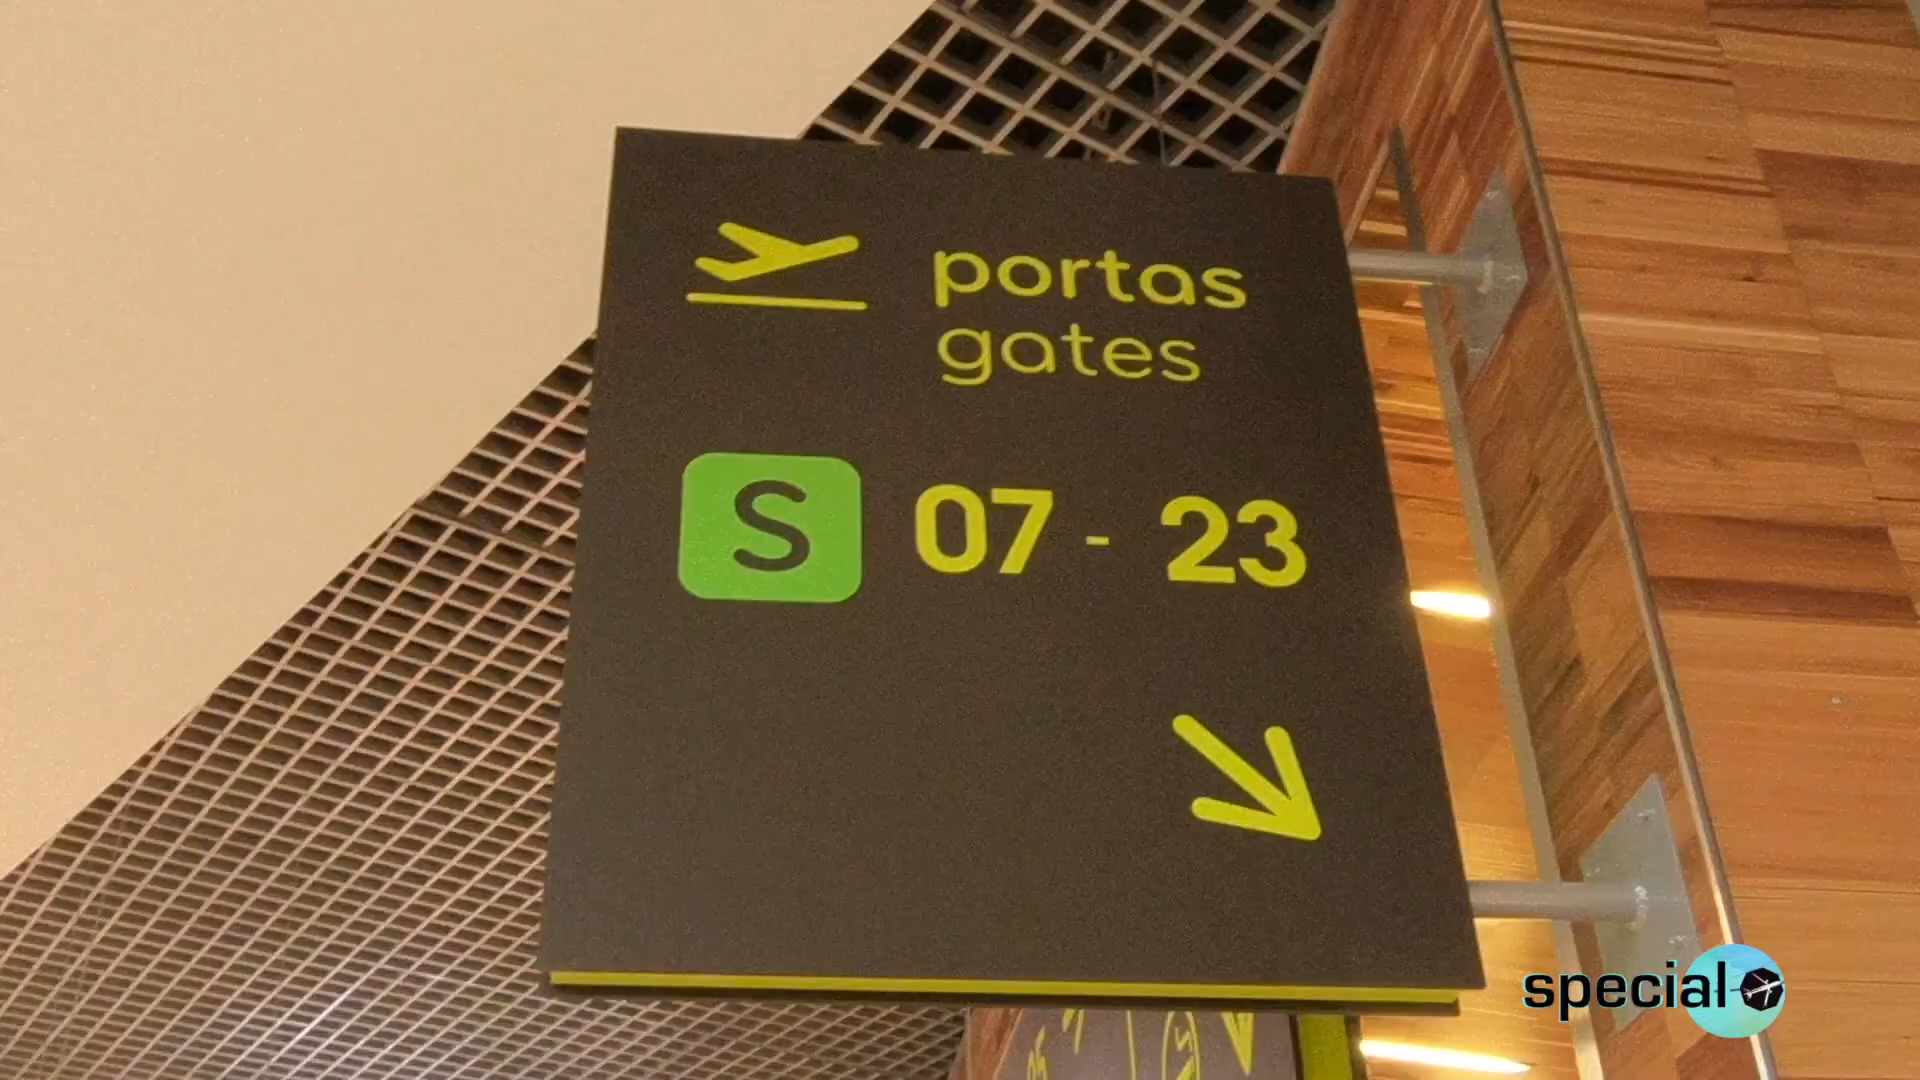 portas
gates
S 07 - 23
special